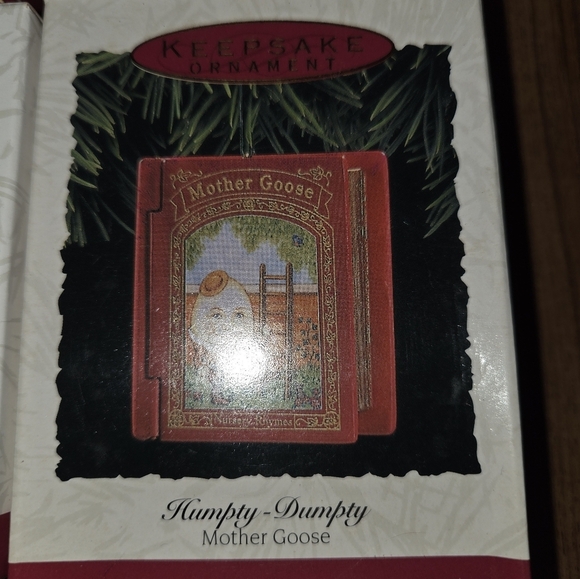 KEEPSAKE
ORNAMENT
Mother Goose
Nursery Rhymes
Humpty-Dumpty
Mother Goose